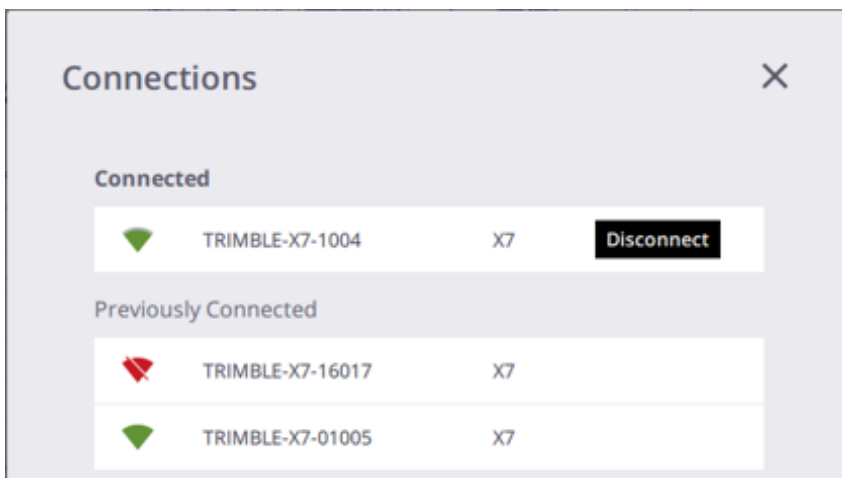 Connections
Connected
TRIMBLE-X7-1004 X7 Disconnect
Previously Connected
TRIMBLE-X7-16017 X7
TRIMBLE-X7-01005 X7